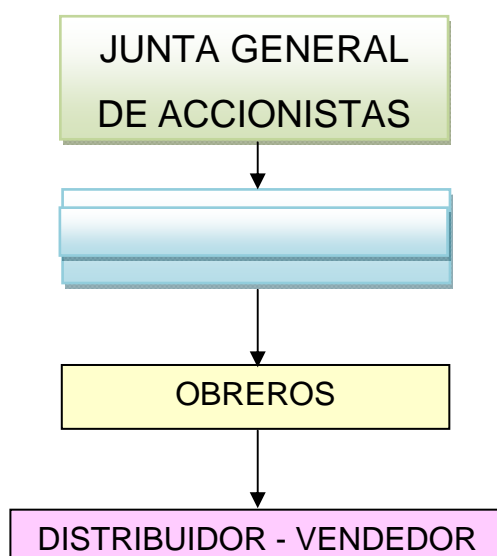 JUNTA GENERAL
DE ACCIONISTAS
OBREROS
DISTRIBUIDOR - VENDEDOR